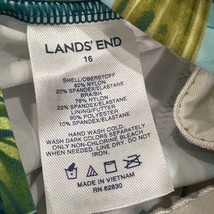 LANDS' END
16
SHELL/OBERSTOFF
80% NYLON
20% SPANDEX/ELASTANE
BRA/BH
78% NYLON
22% SPANDEX/ELASTANE
LINING/FUTTER
90% POLYESTER
10% SPANDEX/ELASTANE
HAND WASH COLD.
WASH DARK COLORS SEPARATELY.
ONLY NON-CHLORINE BLEACH
WHEN NEEDED.
LINE DRY.
DO NOT IRON.
MADE IN VIETNAM
RN 62830